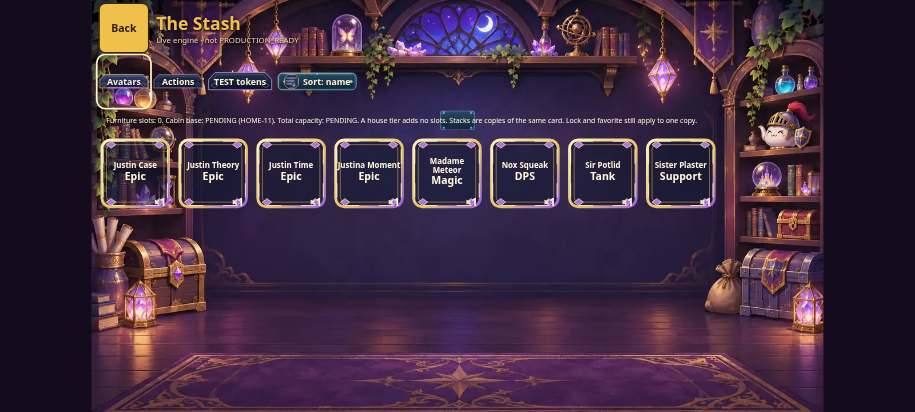 Back
The Stash
Live engine · not PRODUCTION_READY
Avatars
Actions
TEST tokens
Sort: name
Furniture slots: 0. Cabin base: PENDING (HOME-11). Total capacity: PENDING. A house tier adds no slots. Stacks are copies of the same card. Lock and favorite still apply to one copy.
Justin Case
Epic
Justin Theory
Epic
Justin Time
Epic
Justina Moment
Epic
Madame
Meteor
Magic
Nox Squeak
DPS
Sir Potlid
Tank
Sister Plaster
Support